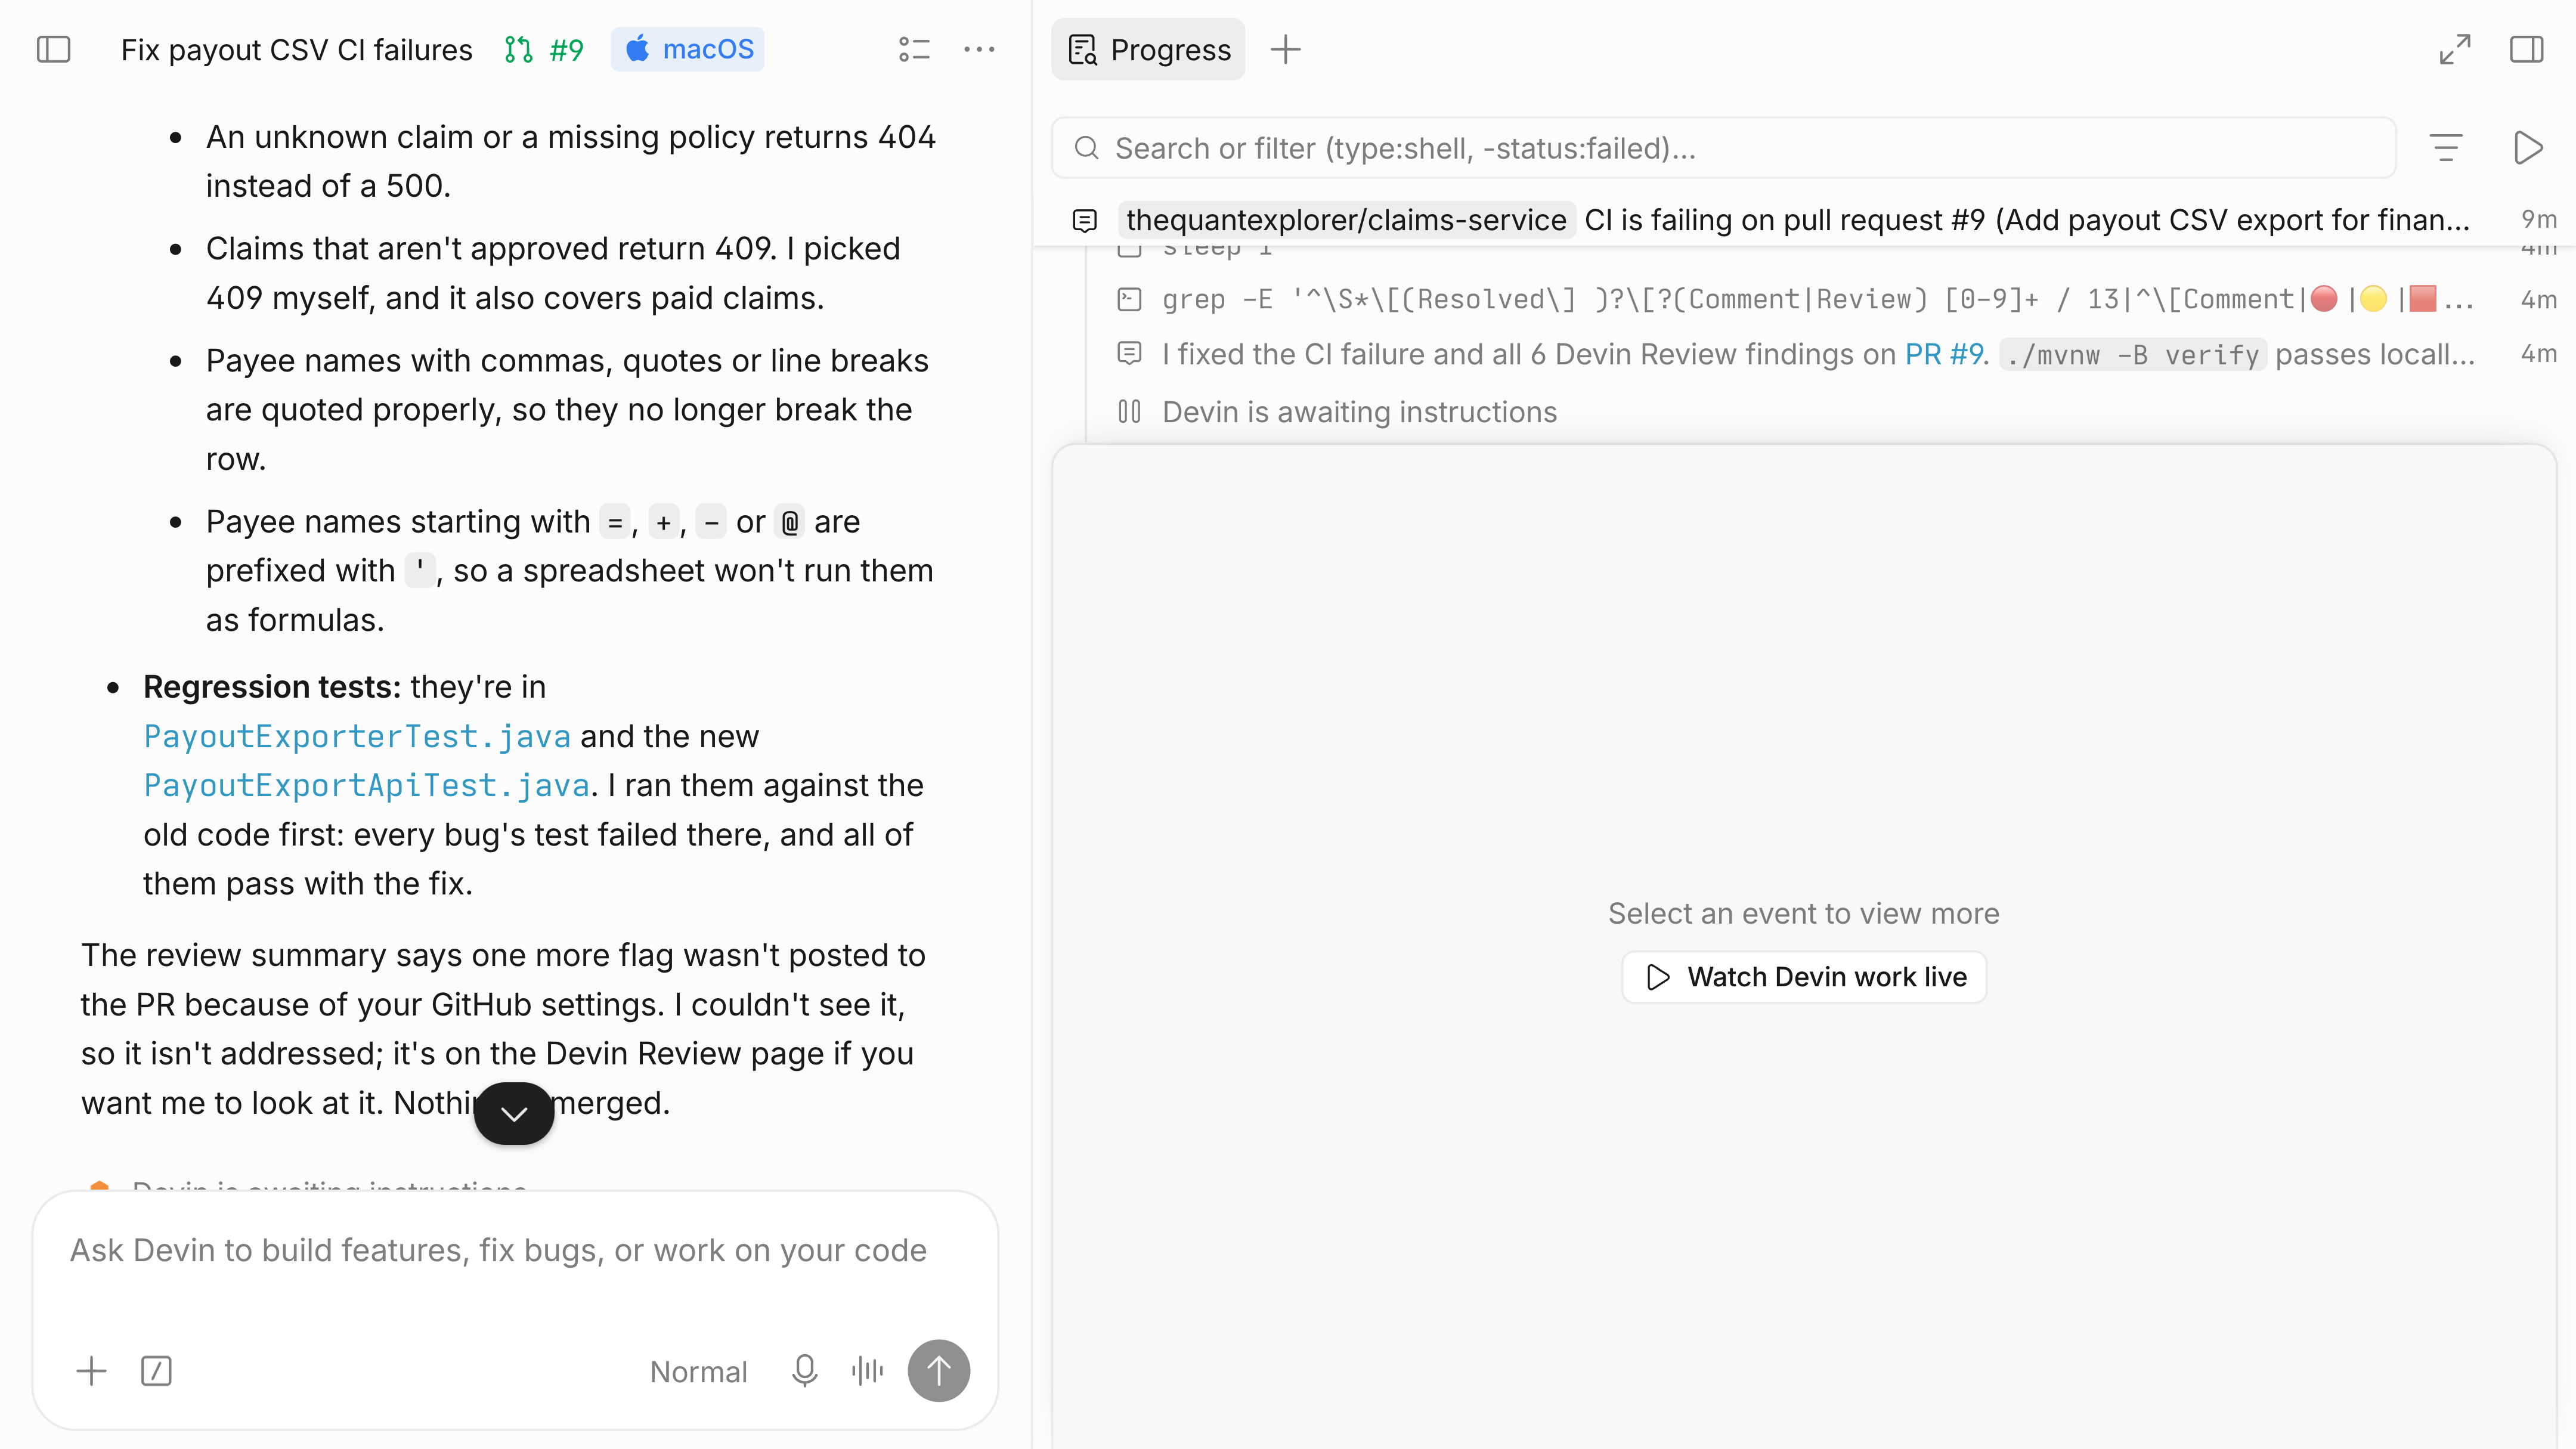 Fix payout CSV CI failures #9 macOS
An unknown claim or a missing policy returns 404
instead of a 500.
Claims that aren't approved return 409. I picked
409 myself, and it also covers paid claims.
Payee names with commas, quotes or line breaks
are quoted properly, so they no longer break the
row.
Payee names starting with =, +, - or @ are
prefixed with ', so a spreadsheet won't run them
as formulas.
Regression tests: they're in
PayoutExporterTest.java and the new
PayoutExportApiTest.java. I ran them against the
old code first: every bug's test failed there, and all of
them pass with the fix.
The review summary says one more flag wasn't posted to
the PR because of your GitHub settings. I couldn't see it,
so it isn't addressed; it's on the Devin Review page if you
want me to look at it. merged.
Devin is awaiting instructions
Ask Devin to build features, fix bugs, or work on your code
Normal
Progress
Search or filter (type:shell, -status:failed)...
thequantexplorer/claims-service CI is failing on pull request #9 (Add payout CSV export for finan... 9m
sleep 1 4m
grep -E '^\S*\[(Resolved\] )?\[?(Comment|Review) [0-9]+ / 13|^\[Comment|🔴|🟡|🟥... 4m
I fixed the CI failure and all 6 Devin Review findings on PR #9. ./mvnw -B verify passes locall... 4m
Devin is awaiting instructions
Select an event to view more
Watch Devin work live